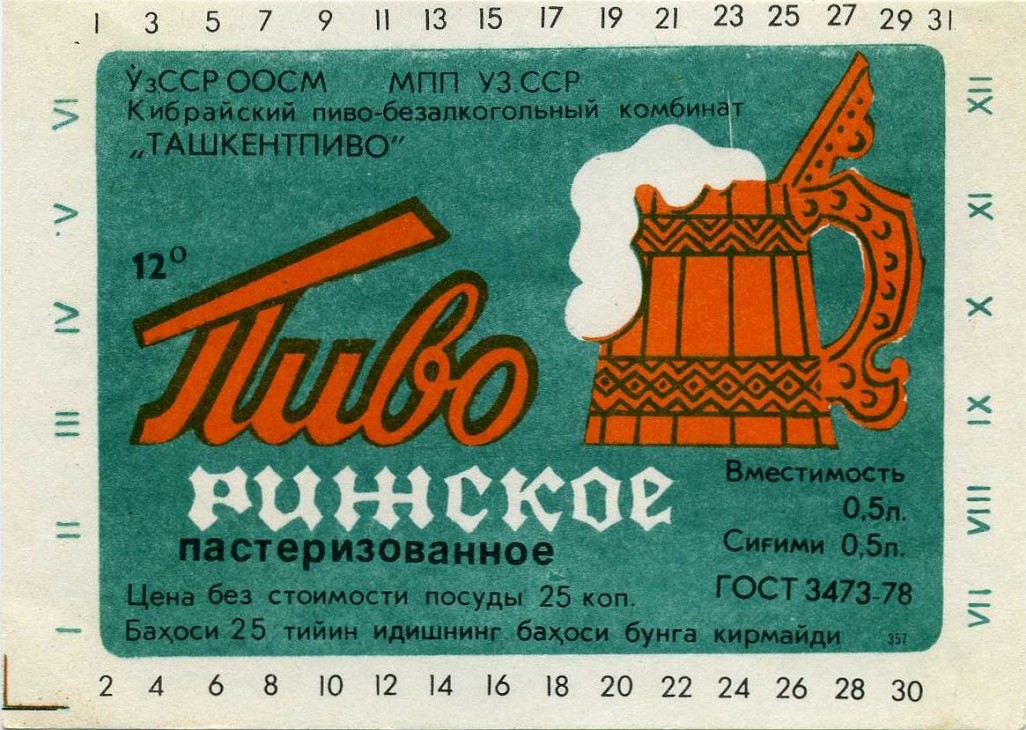 1 3 5 7 9 11 13 15 17 19 21 23 25 27 29 31
ЎзССР ООСМ МПП УЗ.ССР
Кибрайский пиво-безалкогольный комбинат
„ТАШКЕНТПИВО”
12°
Пиво
Рижское
пастеризованное
Вместимость
0,5л.
Сиғими 0,5л.
ГОСТ 3473-78
Цена без стоимости посуды 25 коп.
Баҳоси 25 тийин идишнинг баҳоси бунга кирмайди 357
VI
V
IV
III
II
I
XII
XI
X
IX
VIII
VII
2 4 6 8 10 12 14 16 18 20 22 24 26 28 30